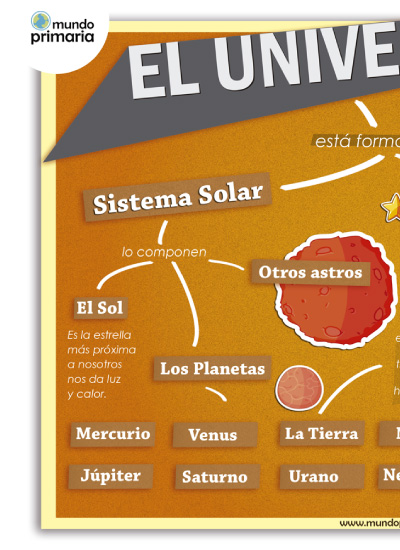 mundo
primaria
EL UNIVE
está forma
Sistema Solar
lo componen
Otros astros
El Sol
Es la estrella
más próxima
a nosotros
nos da luz
y calor.
Los Planetas
Mercurio
Venus
La Tierra
Júpiter
Saturno
Urano
Ne
www.mundop